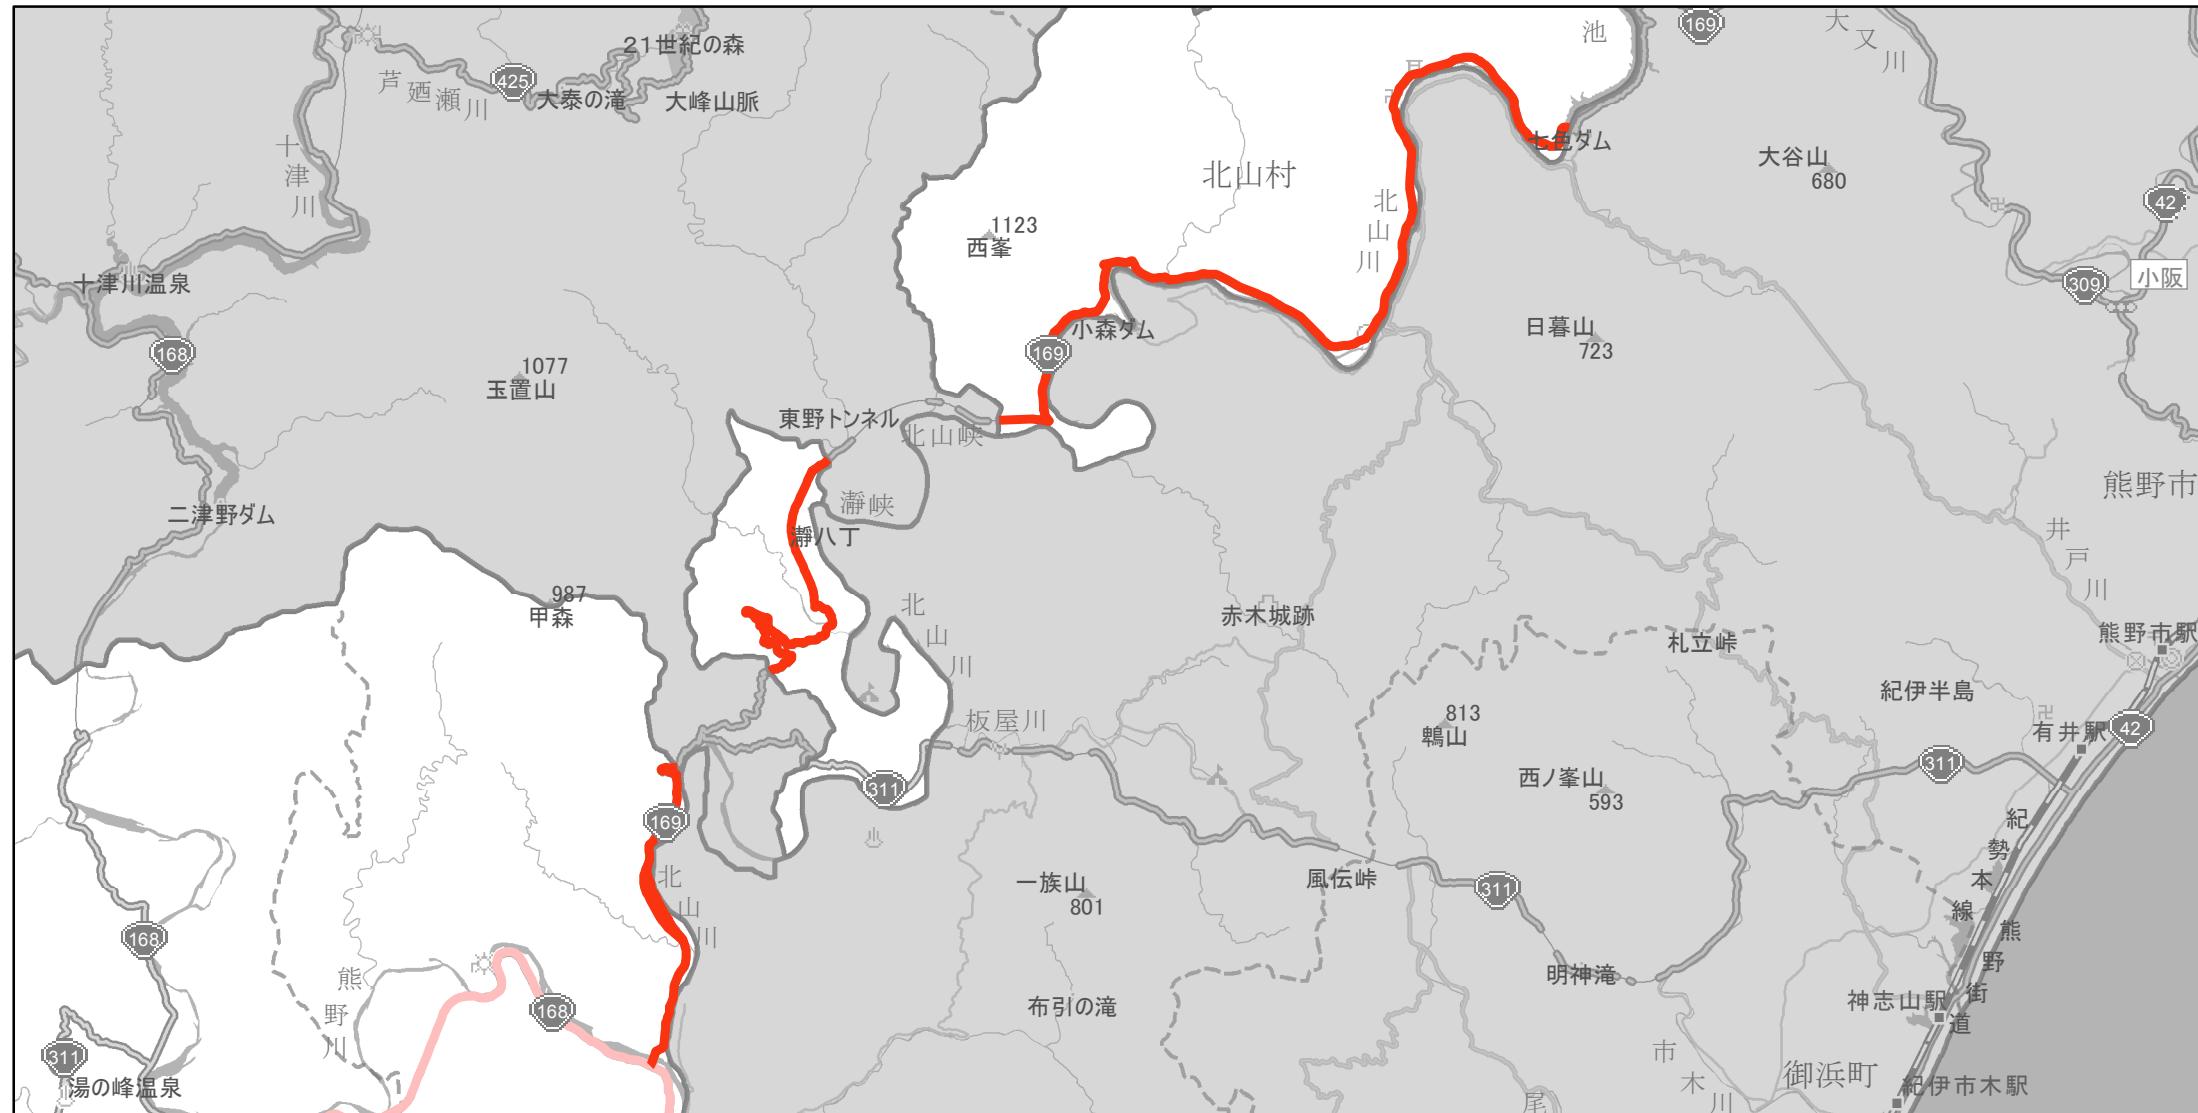 169
大又川
池
21世紀の森
425
芦廼瀬川
大泰の滝
大峰山脈
七色ダム
大谷山
680
十津川
北山村
42
北山川
1123
西峯
十津川温泉
309
小阪
小森ダム
日暮山
723
168
169
1077
玉置山
東野トンネル
北山峡
熊野市
瀞峡
二津野ダム
瀞八丁
井戸川
987
甲森
北山川
赤木城跡
熊野市駅
札立峠
紀伊半島
板屋川
813
鴨山
有井駅
42
311
西ノ峯山
593
311
169
紀勢本線
一族山
801
風伝峠
311
北山川
168
熊野街道
熊野川
明神滝
布引の滝
168
神志山駅
311
湯の峰温泉
市木川
御浜町
紀伊市木駅
尾